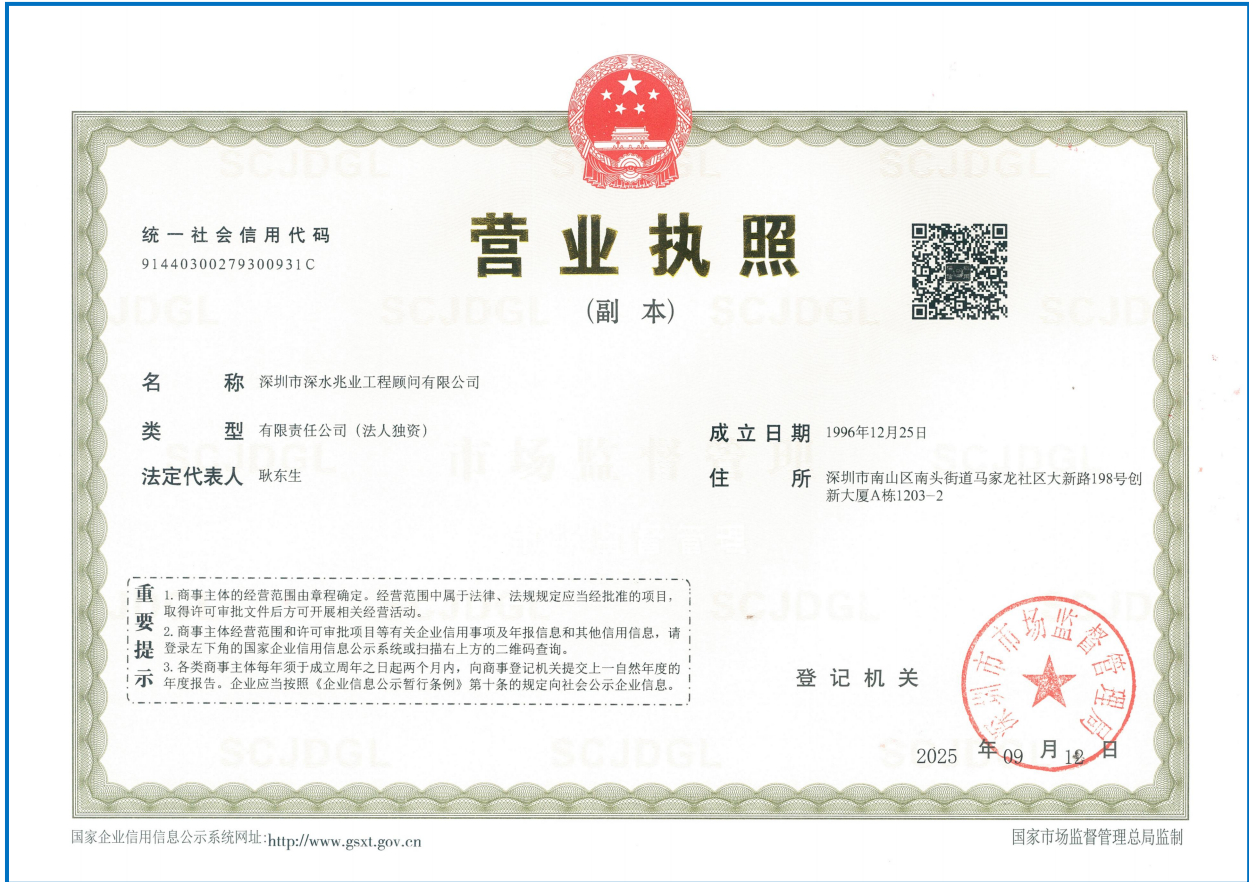 营业执照
(副 本)
统一社会信用代码
91440300279300931C
名 称 深圳市深水兆业工程顾问有限公司
类 型 有限责任公司（法人独资）
法定代表人 耿东生
成立日期 1996年12月25日
住 所 深圳市南山区南头街道马家龙社区大新路198号创
新大厦A栋1203-2
重要提示
1. 商事主体的经营范围由章程确定。经营范围中属于法律、法规规定应当经批准的项目，
取得许可审批文件后方可开展相关经营活动。
2. 商事主体经营范围和许可审批项目等有关企业信用事项及年报信息和其他信用信息，请
登录左下角的国家企业信用信息公示系统或扫描右上方的二维码查询。
3. 各类商事主体每年须于成立周年之日起两个月内，向商事登记机关提交上一自然年度的
年度报告。企业应当按照《企业信息公示暂行条例》第十条的规定向社会公示企业信息。
登记机关
深圳市市场监督管理局
2025 年 09 月 12 日
国家企业信用信息公示系统网址:http://www.gsxt.gov.cn
国家市场监督管理总局监制
SCJDGL
市场监督管理